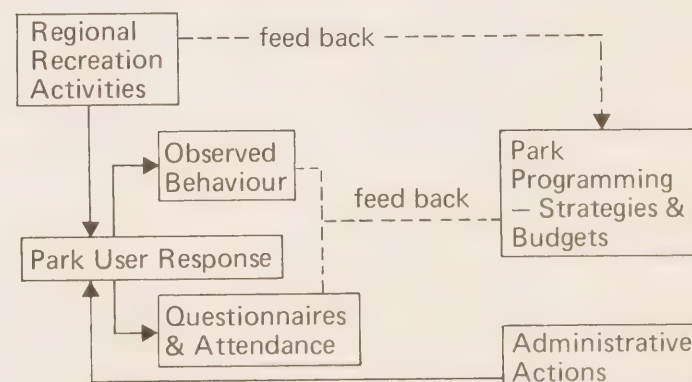 Regional
Recreation
Activities
feed back
Observed
Behaviour
feed back
Park
Programming
– Strategies &
Budgets
Park User Response
Questionnaires
& Attendance
Administrative
Actions